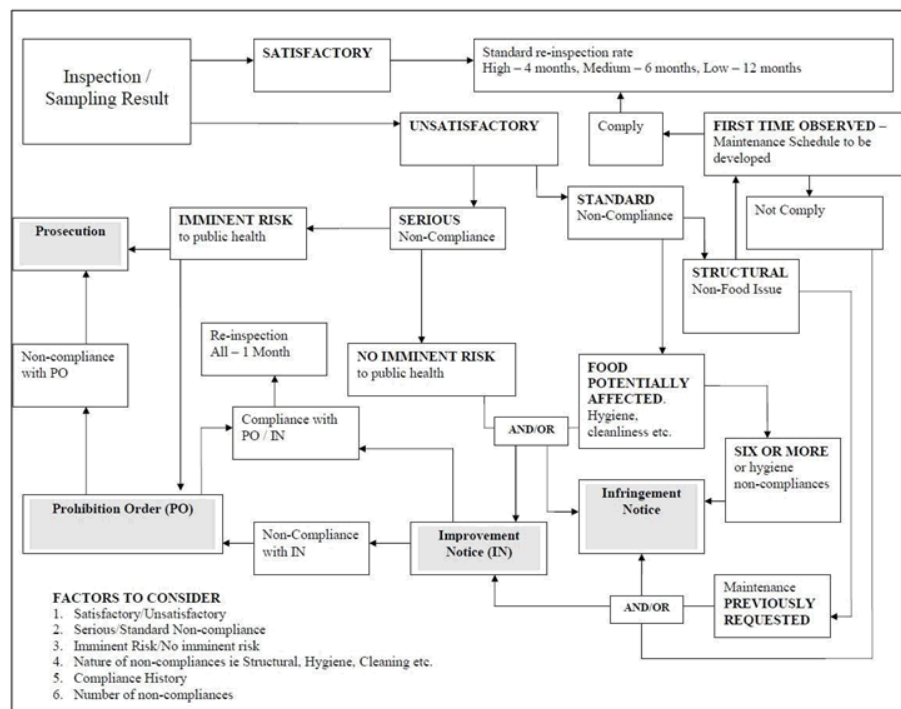 Inspection /
Sampling Result
SATISFACTORY
Standard re-inspection rate
High – 4 months, Medium – 6 months, Low – 12 months
UNSATISFACTORY
Comply
FIRST TIME OBSERVED –
Maintenance Schedule to be
developed
Not Comply
STANDARD
Non-Compliance
SERIOUS
Non-Compliance
IMMINENT RISK
to public health
Prosecution
STRUCTURAL
Non-Food Issue
Re-inspection
All – 1 Month
Non-compliance
with PO
NO IMMINENT RISK
to public health
FOOD
POTENTIALLY
AFFECTED.
Hygiene,
cleanliness etc.
Compliance with
PO / IN
AND/OR
SIX OR MORE
or hygiene
non-compliances
Prohibition Order (PO)
Non-Compliance
with IN
Improvement
Notice (IN)
Infringement
Notice
Maintenance
PREVIOUSLY
REQUESTED
AND/OR
FACTORS TO CONSIDER
1. Satisfactory/Unsatisfactory
2. Serious/Standard Non-compliance
3. Imminent Risk/No imminent risk
4. Nature of non-compliances ie Structural, Hygiene, Cleaning etc.
5. Compliance History
6. Number of non-compliances